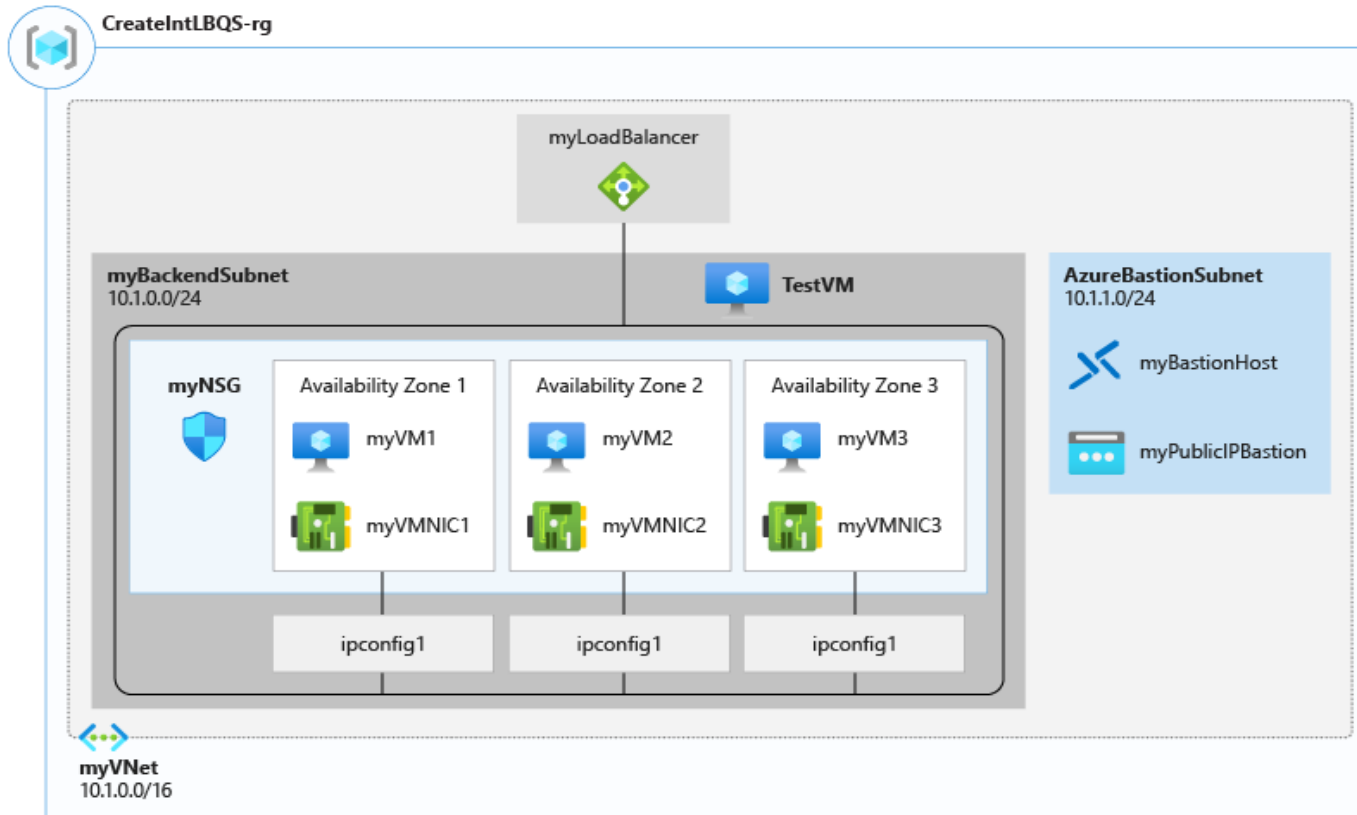 CreateIntLBQS-rg
myLoadBalancer
myBackendSubnet
10.1.0.0/24
TestVM
AzureBastionSubnet
10.1.1.0/24
myBastionHost
myPublicIPBastion
myNSG
Availability Zone 1
myVM1
myVMNIC1
Availability Zone 2
myVM2
myVMNIC2
Availability Zone 3
myVM3
myVMNIC3
ipconfig1
ipconfig1
ipconfig1
myVNet
10.1.0.0/16